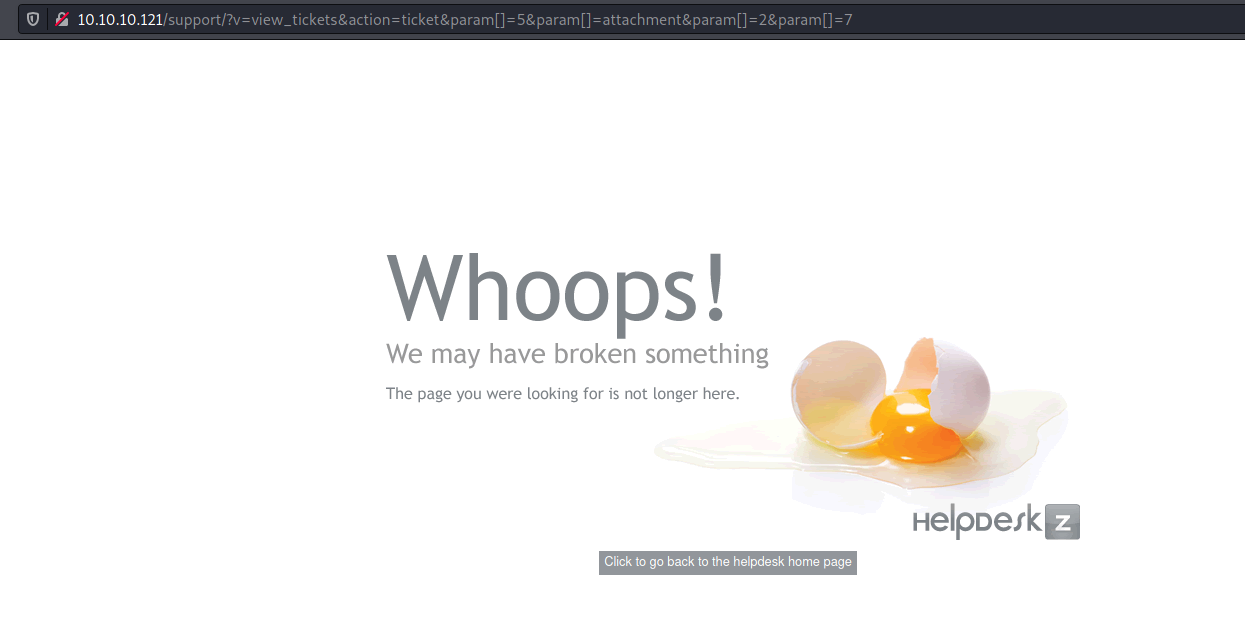 10.10.10.121/support/?v=view_tickets&action=ticket&param[]=5&param[]=attachment&param[]=2&param[]=7
Whoops!
We may have broken something
The page you were looking for is not longer here.
HELPDESK Z
Click to go back to the helpdesk home page